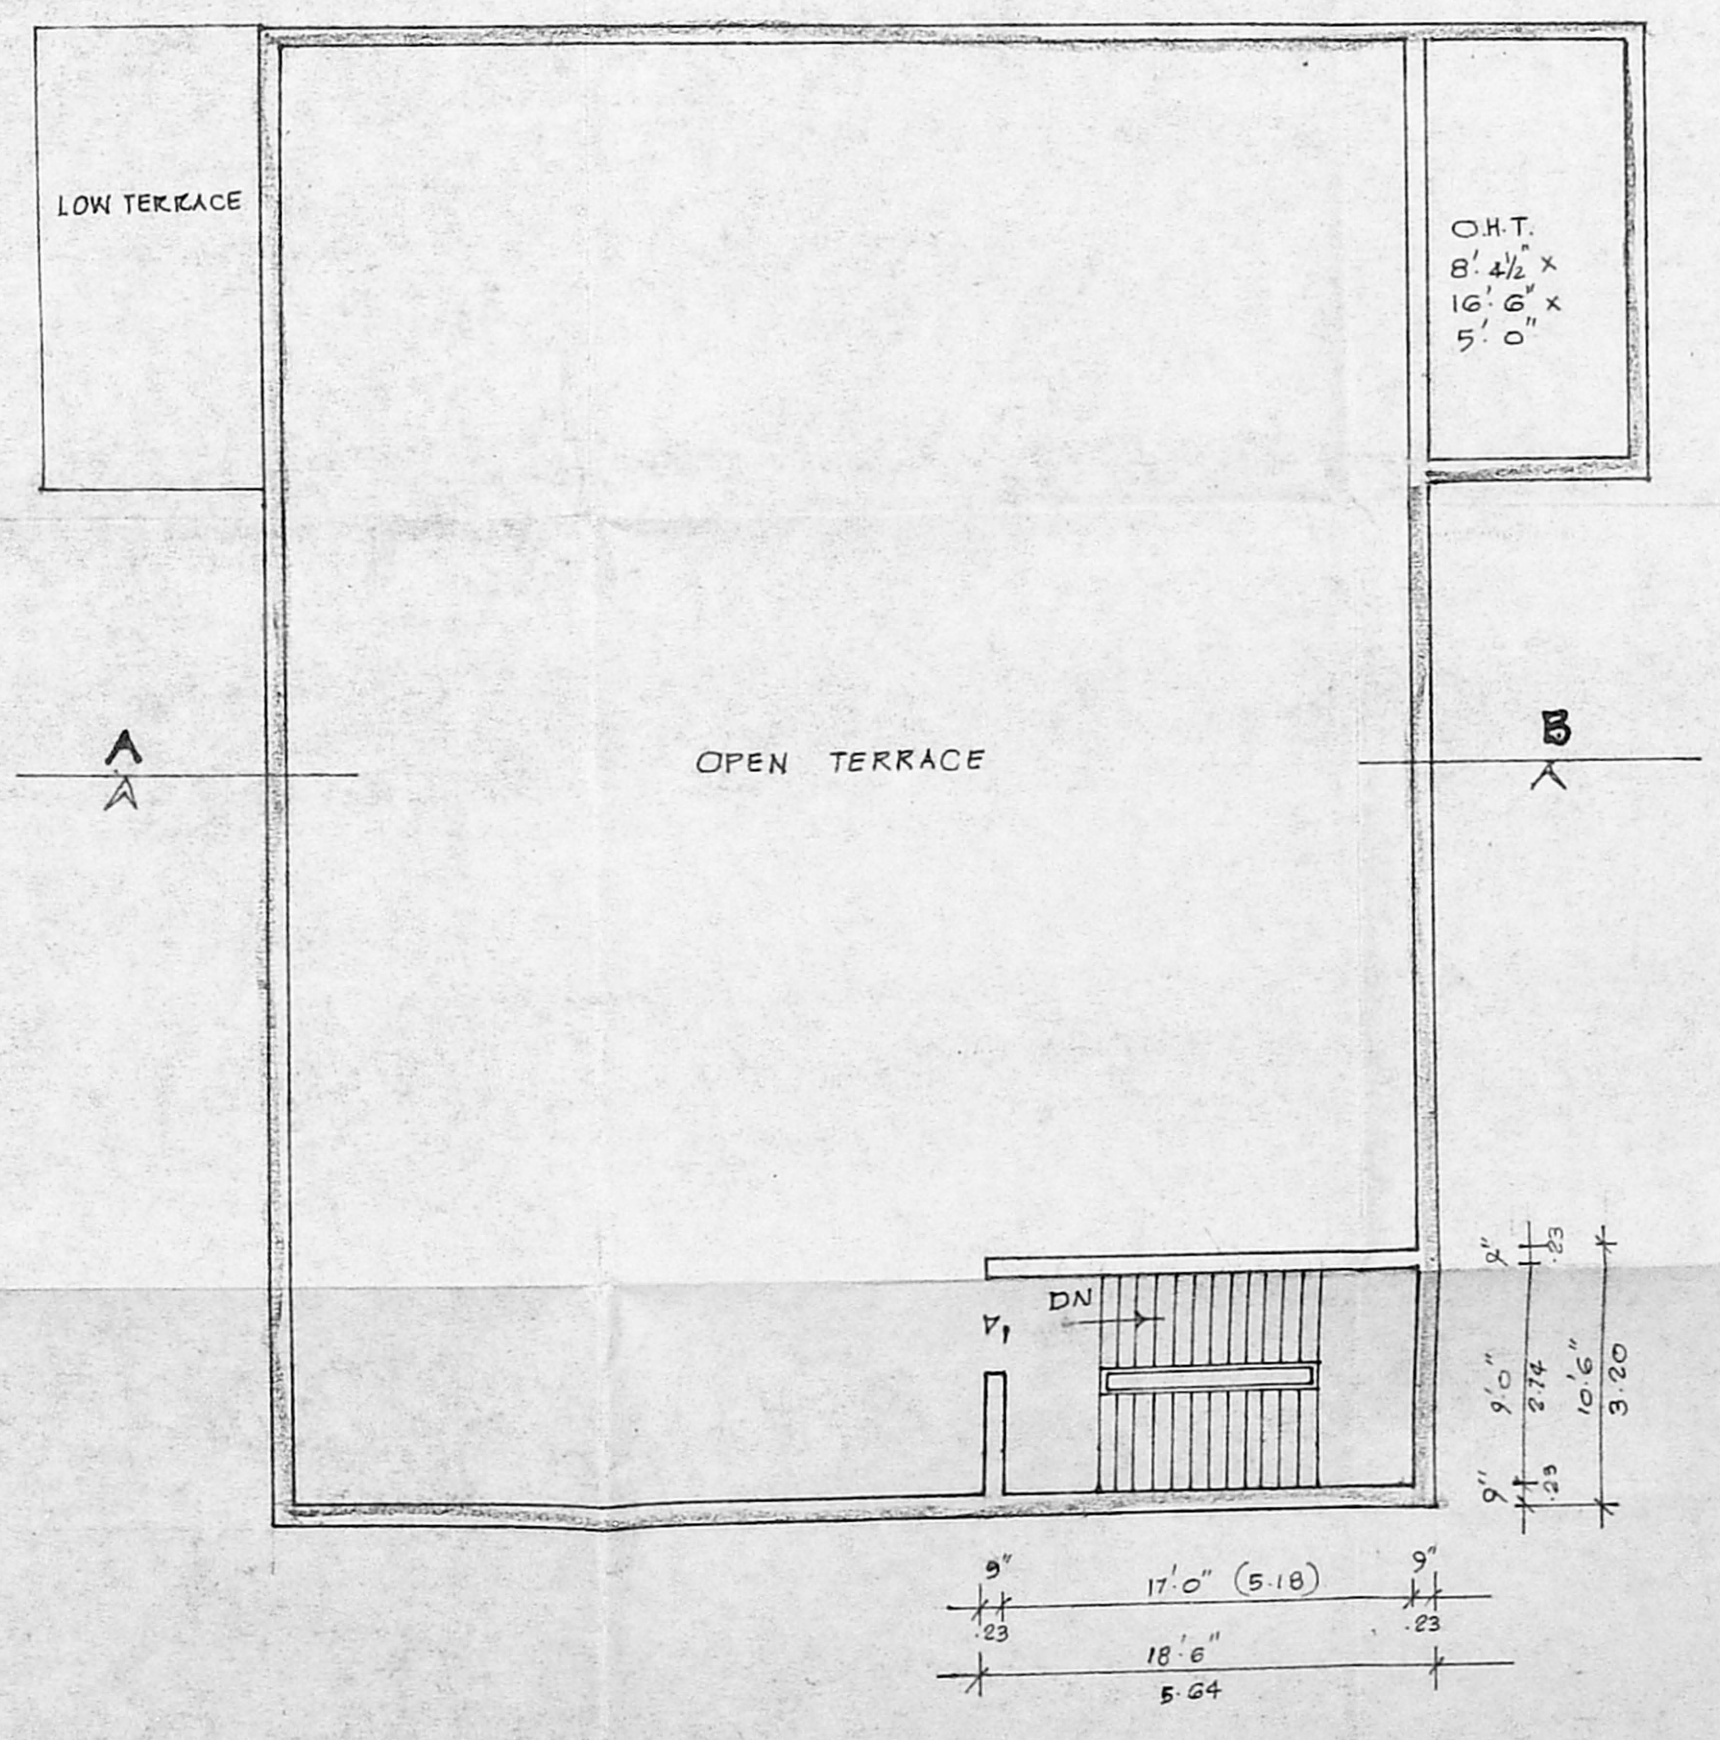 LOW TERRACE
O.H.T.
8'. 4½" x
16'. 6" x
5'. 0"
A
B
OPEN TERRACE
DN
9"
.23
9'.0"
2.74
10'.6"
3.20
9"
.23
9"
17'.0" (5.18)
9"
.23
.23
18'.6"
5.64